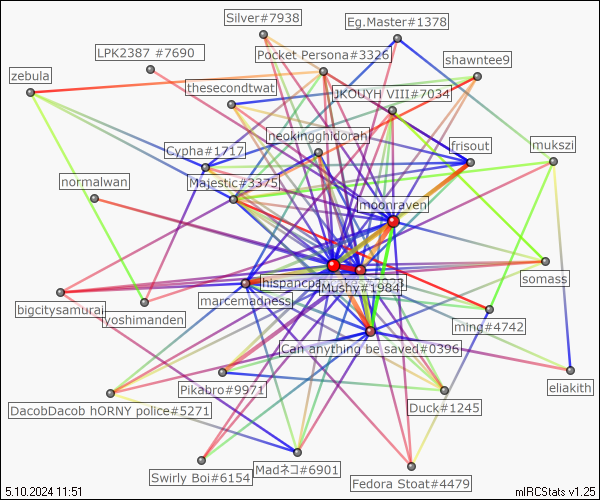 Silver#7938
Eg.Master#1378
LPK2387 #7690
Pocket Persona#3326
shawntee9
zebula
thesecondtwat
JKOUYH VIII#7034
neokingghidorah
frisout
mukszi
Cypha#1717
Majestic#3375
normalwan
moonraven
somass
hispancpa
Mushy#1984
marcemadness
bigcitysamurai
yoshimanden
ming#4742
Can anything be saved#0396
Pikabro#9971
eliakith
DacobDacob hORNY police#5271
Duck#1245
Swirly Boi#6154
Madネコ#6901
Fedora Stoat#4479
5.10.2024 11:51
mIRCStats v1.25